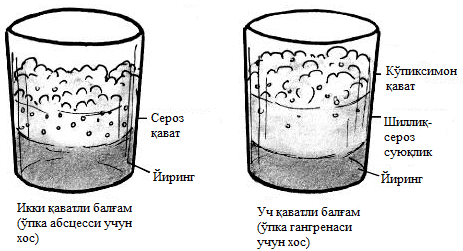 Сероз
қават
Йиринг
Икки қаватли балғам
(ўпка абсцесси учун
хос)
Кўпиксимон
қават
Шиллиқ-
сероз
суюқлик
Йиринг
Уч қаватли балғам
(ўпка гангренаси
учун хос)